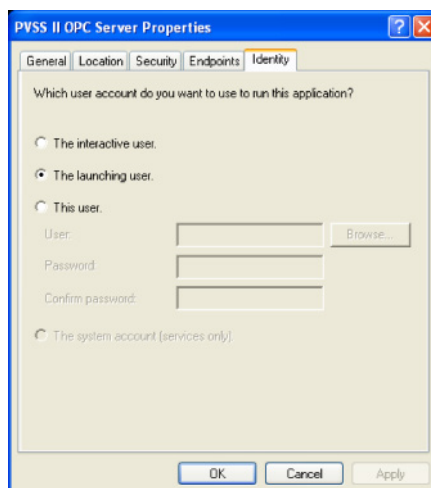 PVSS II OPC Server Properties
General Location Security Endpoints Identity
Which user account do you want to use to run this application?
The interactive user.
The launching user.
This user.
User:
Browse...
Password:
Confirm password:
The system account (services only).
OK Cancel Apply